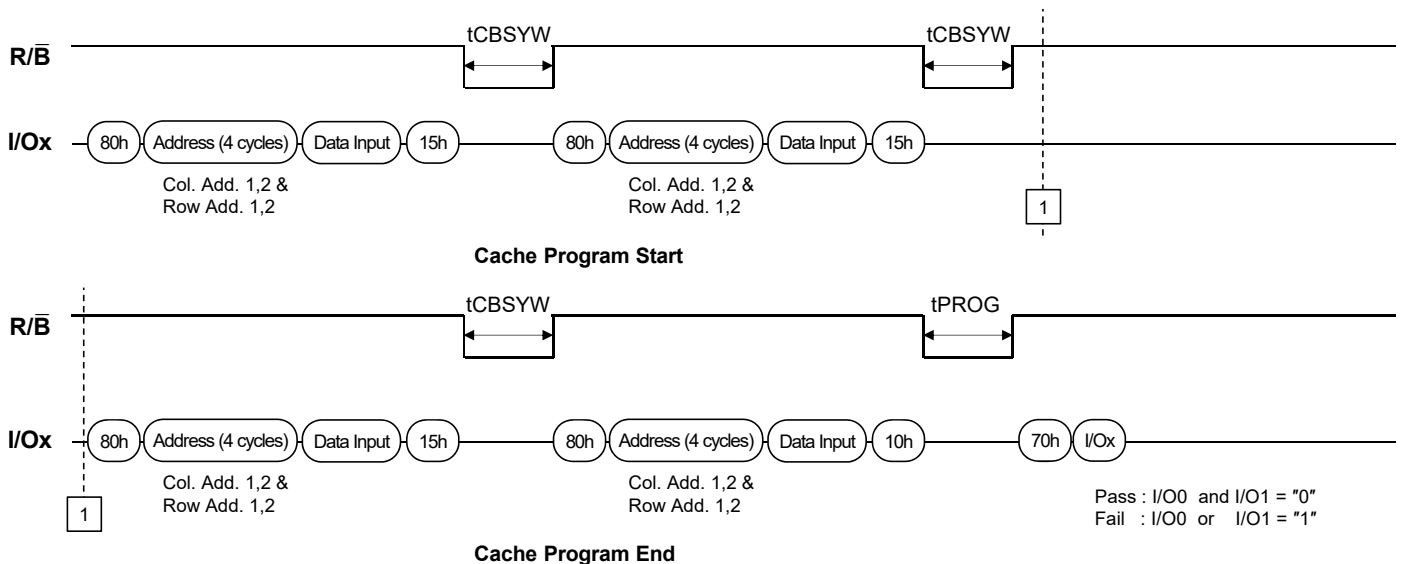 tCBSYW tCBSYW
R/B̅
I/Ox 80h Address (4 cycles) Data Input 15h 80h Address (4 cycles) Data Input 15h
Col. Add. 1,2 & Col. Add. 1,2 &
Row Add. 1,2 Row Add. 1,2
1
Cache Program Start
tCBSYW tPROG
R/B̅
I/Ox 80h Address (4 cycles) Data Input 15h 80h Address (4 cycles) Data Input 10h 70h I/Ox
Col. Add. 1,2 & Col. Add. 1,2 &
Row Add. 1,2 Row Add. 1,2
1
Pass : I/O0 and I/O1 = "0"
Fail : I/O0 or I/O1 = "1"
Cache Program End